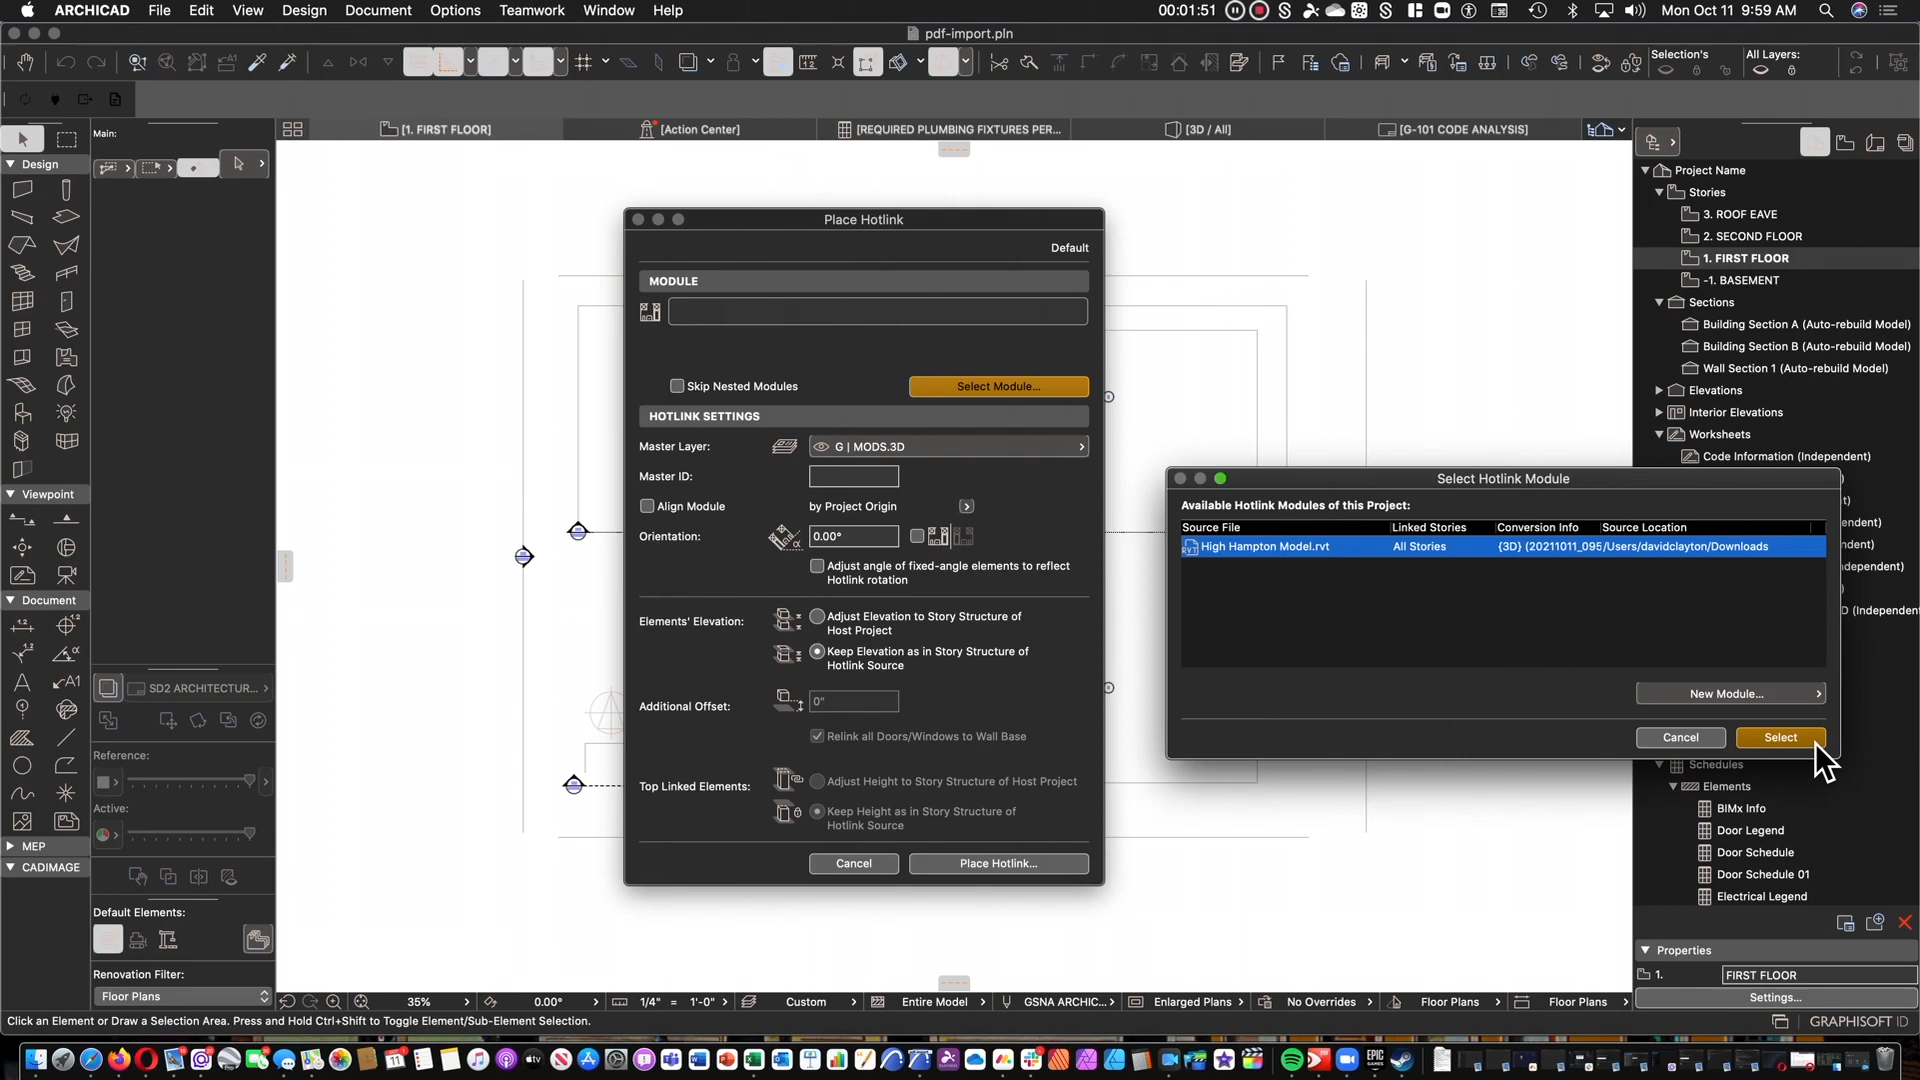 ARCHICAD File Edit View Design Document Options Teamwork Window Help
00:01:51
Mon Oct 11 9:59 AM
pdf-import.pln
Selection's
All Layers:
Main:
[1. FIRST FLOOR]
[Action Center]
[REQUIRED PLUMBING FIXTURES PER...
[3D / All]
[G-101 CODE ANALYSIS]
Design
Viewpoint
Document
MEP
CADIMAGE
SD2 ARCHITECTUR...
Reference:
Active:
Default Elements:
Renovation Filter:
Floor Plans
Place Hotlink
Default
MODULE
Skip Nested Modules
Select Module...
HOTLINK SETTINGS
Master Layer:
G | MODS.3D
Master ID:
Align Module
by Project Origin
Orientation:
0.00°
Adjust angle of fixed-angle elements to reflect
Hotlink rotation
Elements' Elevation:
Adjust Elevation to Story Structure of
Host Project
Keep Elevation as in Story Structure of
Hotlink Source
Additional Offset:
0"
Relink all Doors/Windows to Wall Base
Top Linked Elements:
Adjust Height to Story Structure of Host Project
Keep Height as in Story Structure of
Hotlink Source
Cancel
Place Hotlink...
Select Hotlink Module
Available Hotlink Modules of this Project:
Source File Linked Stories Conversion Info Source Location
High Hampton Model.rvt All Stories {3D} (20211011_095 /Users/davidclayton/Downloads
New Module...
Cancel
Select
Project Name
Stories
3. ROOF EAVE
2. SECOND FLOOR
1. FIRST FLOOR
-1. BASEMENT
Sections
Building Section A (Auto-rebuild Model)
Building Section B (Auto-rebuild Model)
Wall Section 1 (Auto-rebuild Model)
Elevations
Interior Elevations
Worksheets
Code Information (Independent)
Schedules
Elements
BIMx Info
Door Legend
Door Schedule
Door Schedule 01
Electrical Legend
Properties
1.
FIRST FLOOR
Settings...
35%
0.00°
1/4" = 1'-0"
Custom
Entire Model
GSNA ARCHIC...
Enlarged Plans
No Overrides
Floor Plans
Floor Plans
Click an Element or Draw a Selection Area. Press and Hold Ctrl+Shift to Toggle Element/Sub-Element Selection.
GRAPHISOFT ID